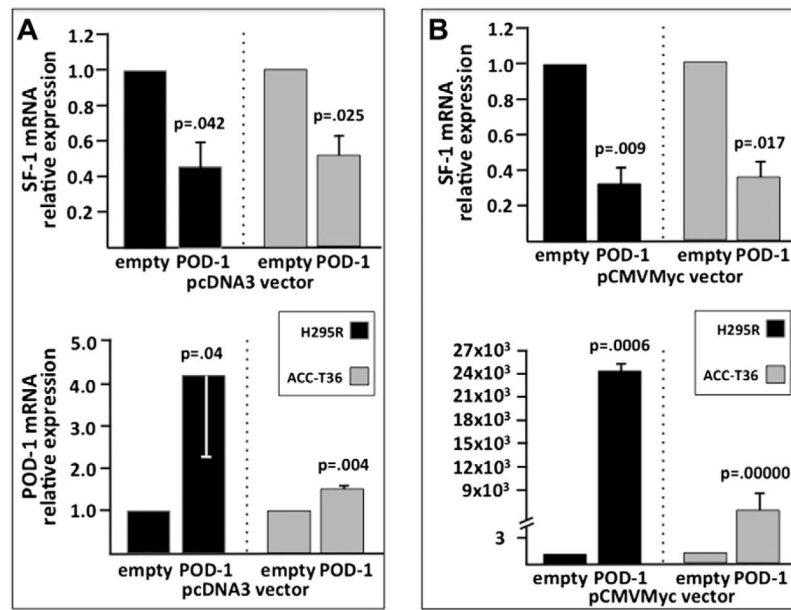 A
SF-1 mRNA
relative expression
1.2
1.0
0.8
0.6
0.4
0.2
p=.042
p=.025
empty POD-1 empty POD-1
pcDNA3 vector
POD-1 mRNA
relative expression
5.0
4.0
2.0
1.0
p=.04
p=.004
H295R
ACC-T36
empty POD-1 empty POD-1
pcDNA3 vector
B
SF-1 mRNA
relative expression
1.2
1.0
0.8
0.6
0.4
0.2
p=.009
p=.017
empty POD-1 empty POD-1
pCMVMyc vector
27x10³
24x10³
21x10³
18x10³
15x10³
12x10³
9x10³
3
p=.0006
p=.00000
H295R
ACC-T36
empty POD-1 empty POD-1
pCMVMyc vector